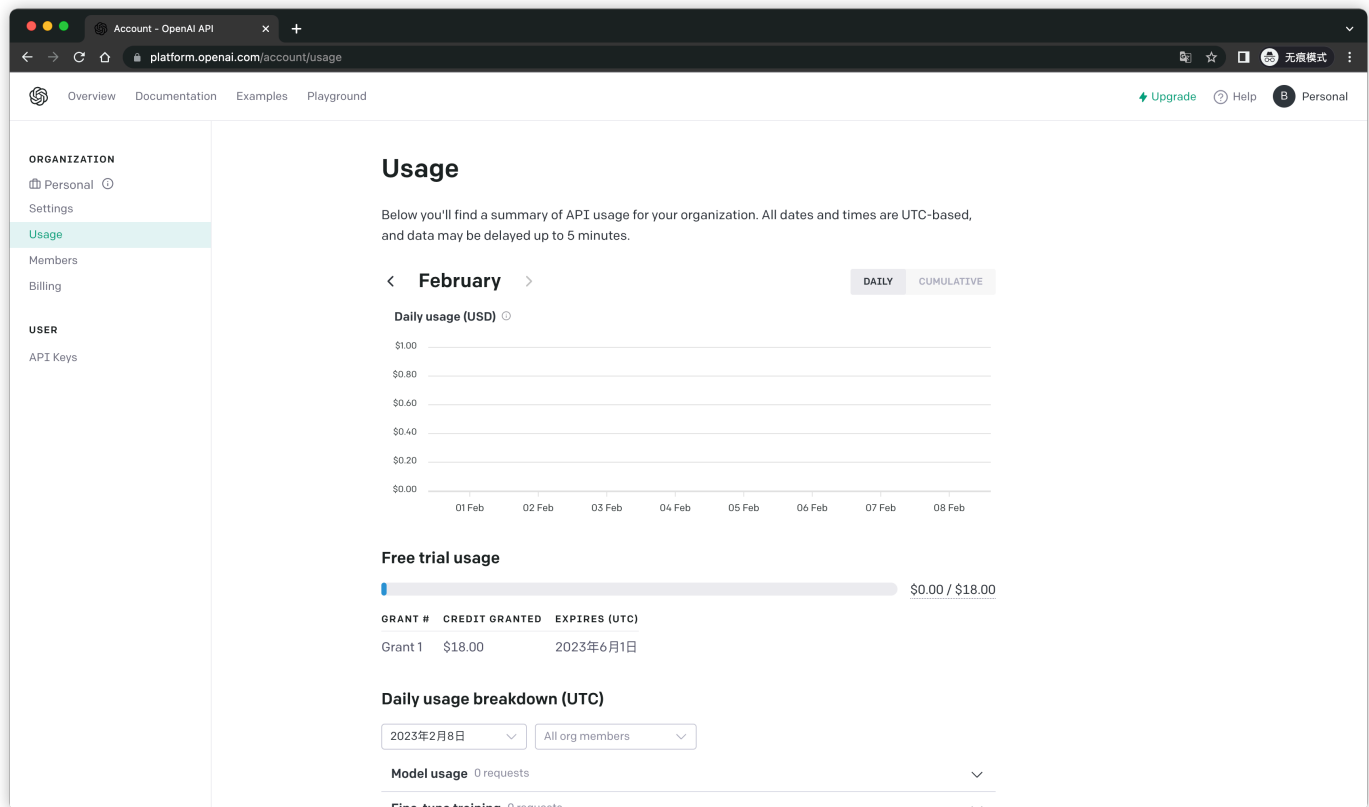 Account - OpenAI API
platform.openai.com/account/usage
无痕模式
Overview Documentation Examples Playground
Upgrade ? Help B Personal
ORGANIZATION
Personal
Settings
Usage
Members
Billing
USER
API Keys
Usage
Below you'll find a summary of API usage for your organization. All dates and times are UTC-based,
and data may be delayed up to 5 minutes.
February
DAILY CUMULATIVE
Daily usage (USD)
$1.00
$0.80
$0.60
$0.40
$0.20
$0.00
01 Feb 02 Feb 03 Feb 04 Feb 05 Feb 06 Feb 07 Feb 08 Feb
Free trial usage
$0.00 / $18.00
GRANT # CREDIT GRANTED EXPIRES (UTC)
Grant 1 $18.00 2023年6月1日
Daily usage breakdown (UTC)
2023年2月8日 All org members
Model usage 0 requests
Fine-tune training 0 requests